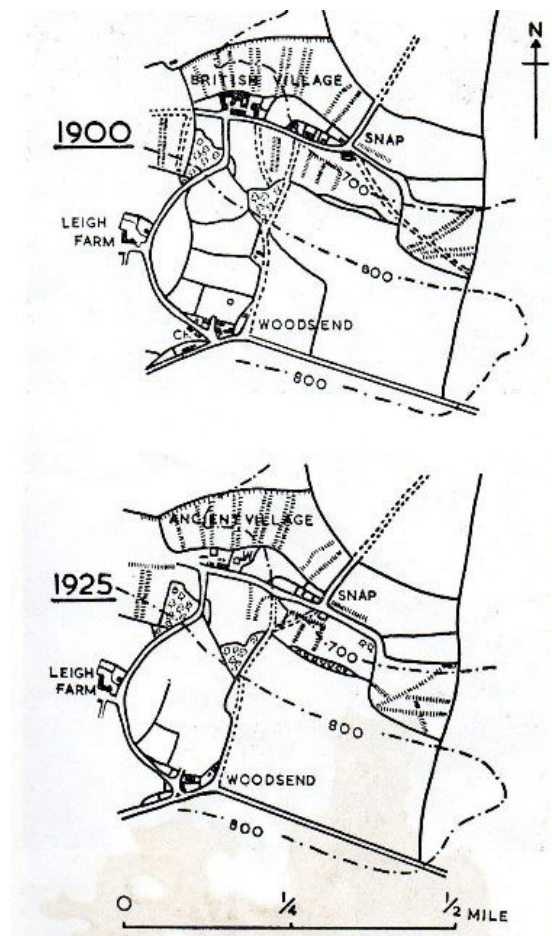 N
BRITISH VILLAGE
1900
SNAP
700
LEIGH
FARM
800
WOODSEND
CH.
800
ANCIENT VILLAGE
W
1925
SNAP
700
LEIGH
FARM
800
WOODSEND
800
0 1/4 1/2 MILE